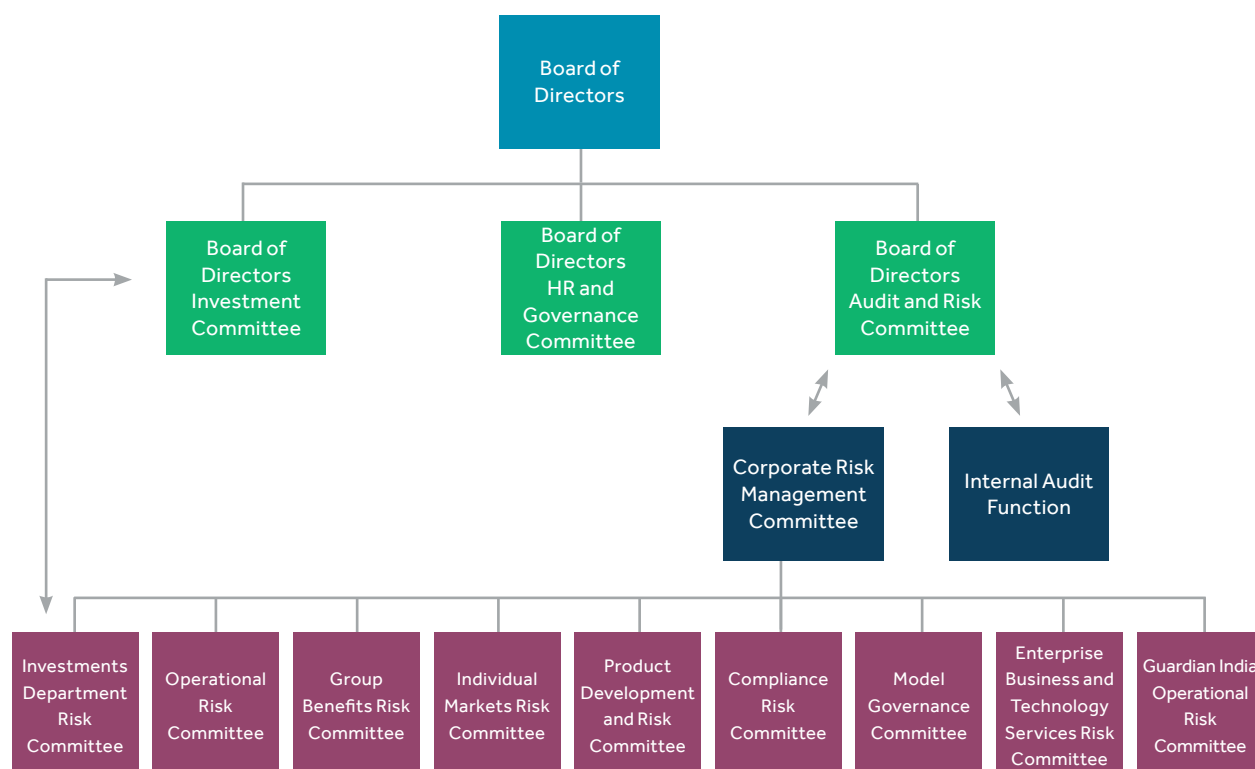 Board of
Directors
Board of
Directors
Investment
Committee
Board of
Directors
HR and
Governance
Committee
Board of
Directors
Audit and Risk
Committee
Corporate Risk
Management
Committee
Internal Audit
Function
Investments
Department
Risk
Committee
Operational
Risk
Committee
Group
Benefits Risk
Committee
Individual
Markets Risk
Committee
Product
Development
and Risk
Committee
Compliance
Risk
Committee
Model
Governance
Committee
Enterprise
Business and
Technology
Services Risk
Committee
Guardian India
Operational
Risk
Committee